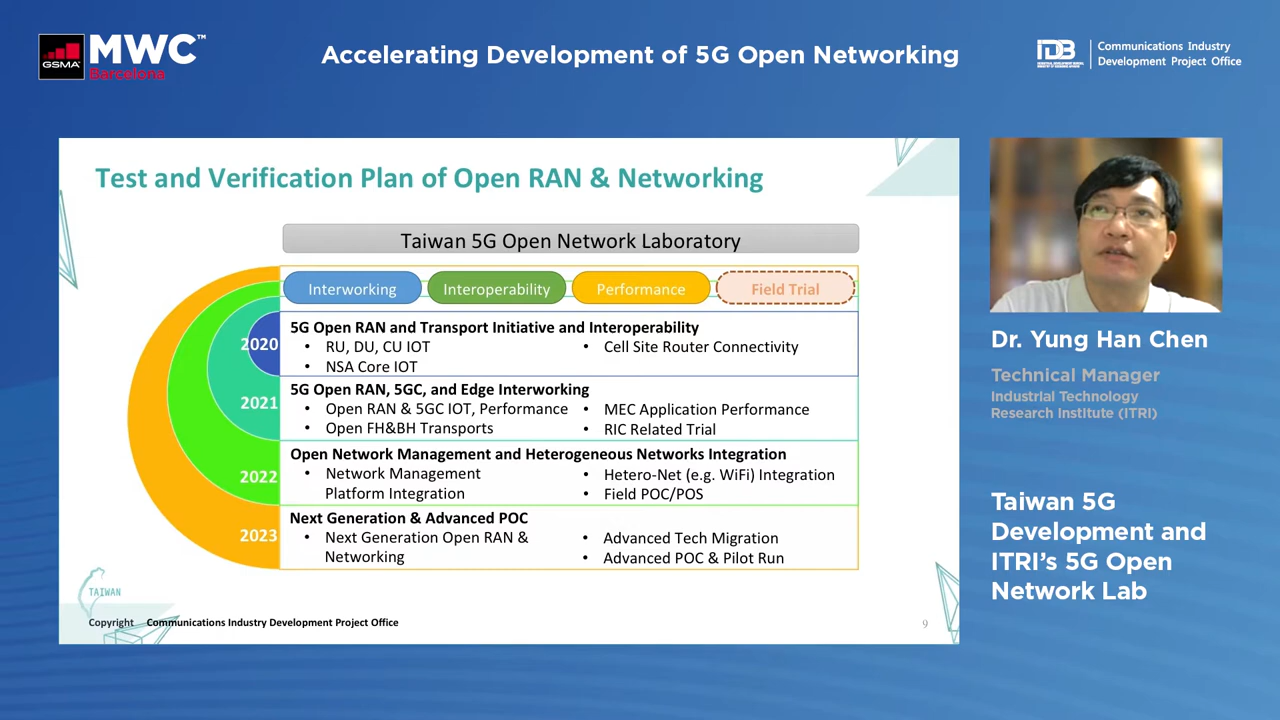 GSMA
MWC™
Barcelona
Accelerating Development of 5G Open Networking
IDB
Communications Industry
Development Project Office
Test and Verification Plan of Open RAN & Networking
Taiwan 5G Open Network Laboratory
Interworking
Interoperability
Performance
Field Trial
2020
5G Open RAN and Transport Initiative and Interoperability
• RU, DU, CU IOT
• NSA Core IOT
• Cell Site Router Connectivity
2021
5G Open RAN, 5GC, and Edge Interworking
• Open RAN & 5GC IOT, Performance
• Open FH&BH Transports
• MEC Application Performance
• RIC Related Trial
2022
Open Network Management and Heterogeneous Networks Integration
• Network Management
Platform Integration
• Hetero-Net (e.g. WiFi) Integration
• Field POC/POS
2023
Next Generation & Advanced POC
• Next Generation Open RAN &
Networking
• Advanced Tech Migration
• Advanced POC & Pilot Run
TAIWAN
Copyright Communications Industry Development Project Office
9
Dr. Yung Han Chen
Technical Manager
Industrial Technology
Research Institute (ITRI)
Taiwan 5G
Development and
ITRI's 5G Open
Network Lab